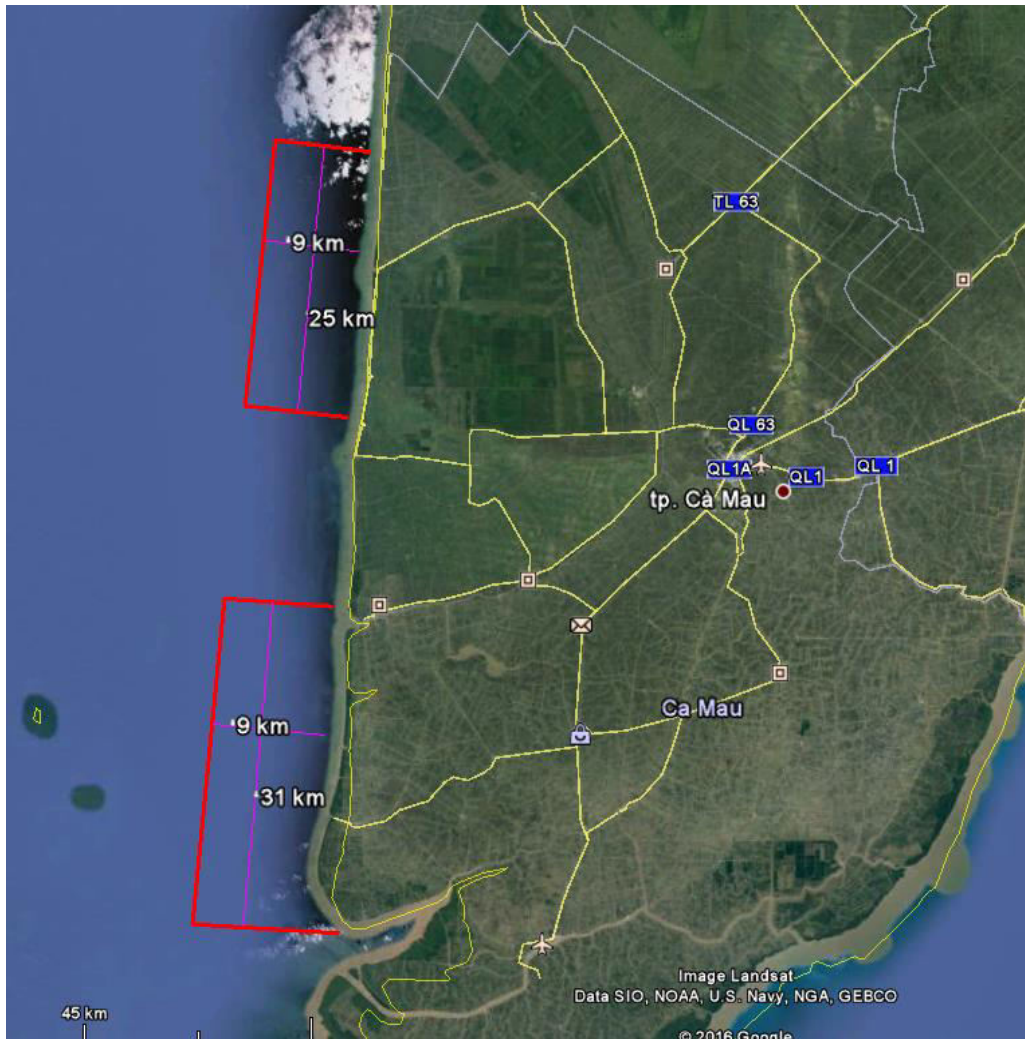 TL 63
9 km
25 km
QL 63
QL1A
QL1
QL 1
tp. Cà Mau
9 km
31 km
Ca Mau
Image Landsat
Data SIO, NOAA, U.S. Navy, NGA, GEBCO
45 km
© 2016 Google